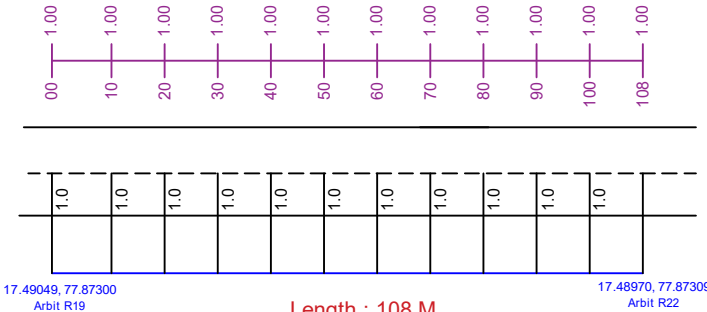 1.00 1.00 1.00 1.00 1.00 1.00 1.00 1.00 1.00 1.00 1.00 1.00
00 10 20 30 40 50 60 70 80 90 100 108
1.0 1.0 1.0 1.0 1.0 1.0 1.0 1.0 1.0 1.0 1.0
17.49049, 77.87300
Arbit R19
Length : 108 M
17.48970, 77.87309
Arbit R22